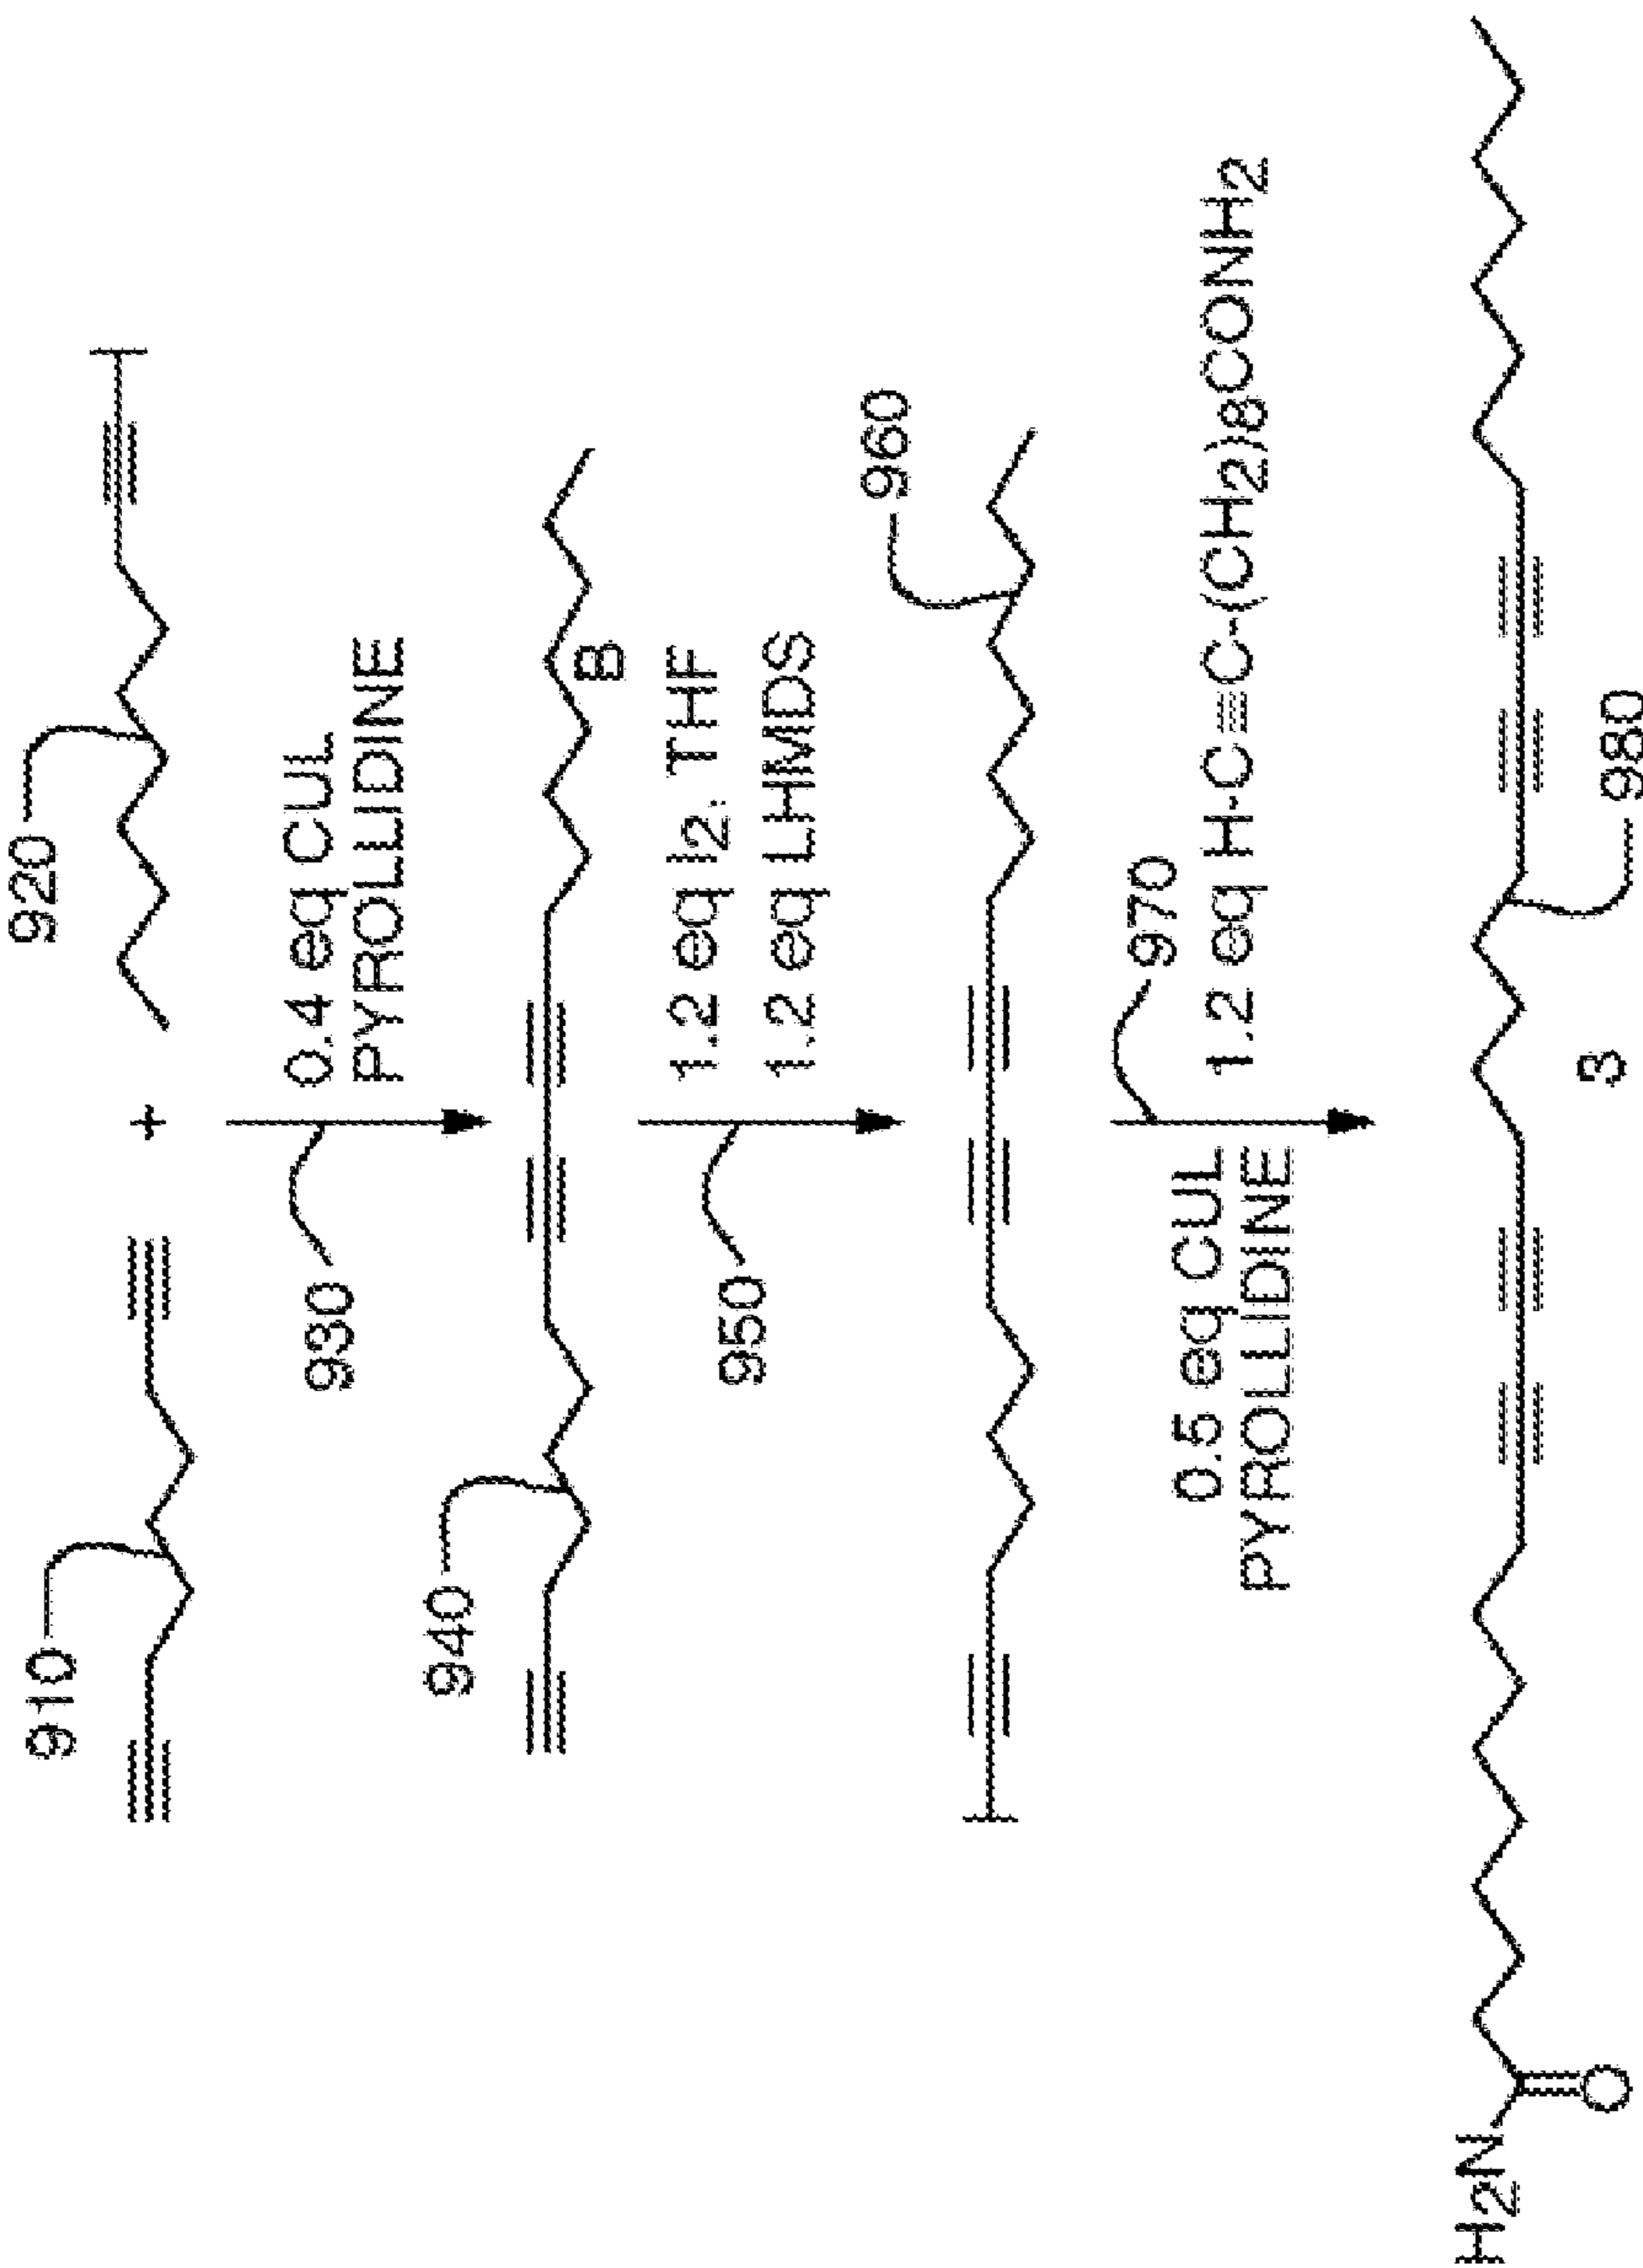 910
920
+
930
0.4 eq CUL
PYROLLIDINE
I
940
8
950
1.2 eq I2, THF
1.2 eq LHMDS
I
960
970
0.5 eq CUL
PYROLLIDINE
1.2 eq H-C≡C-(CH2)8CONH2
H2N
O
3
980